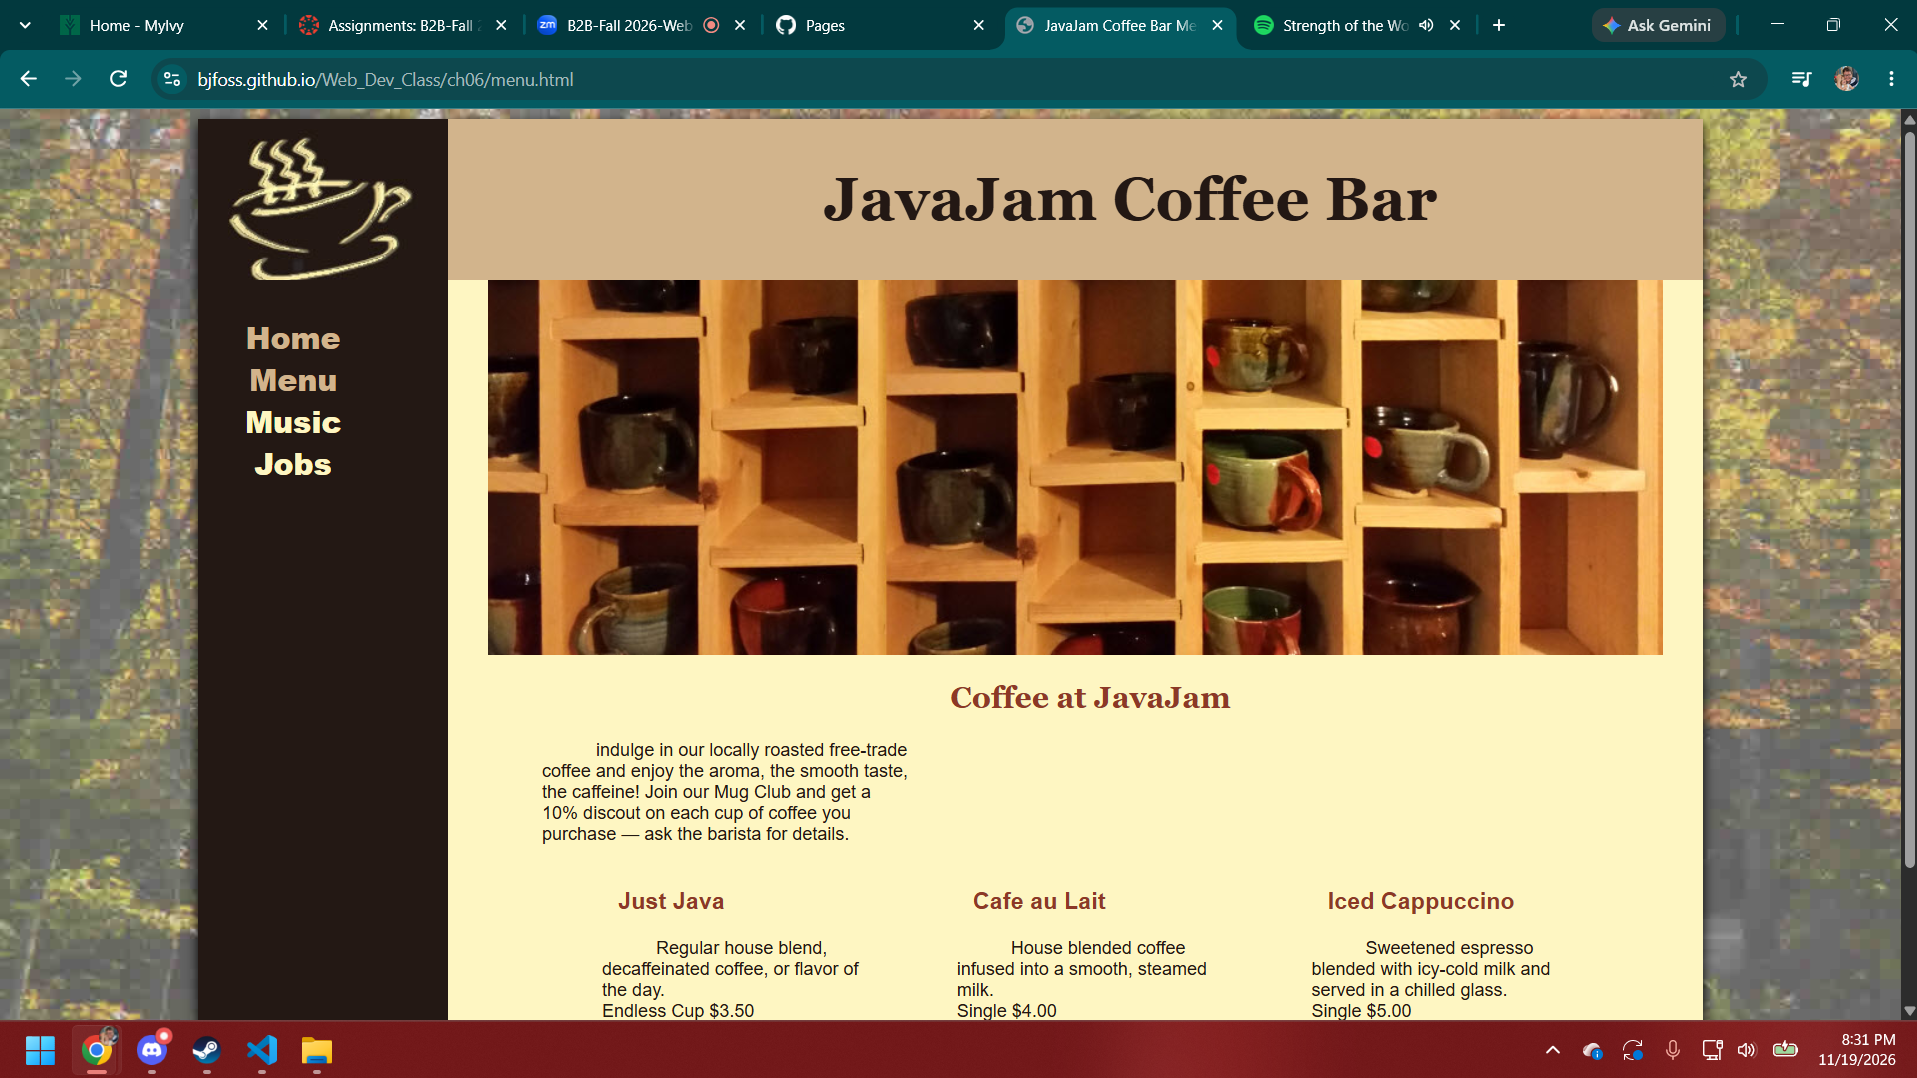 Home - MyIvy
Assignments: B2B-Fall 2
B2B-Fall 2026-Web
Pages
JavaJam Coffee Bar Me
Strength of the Wo
Ask Gemini
bjfoss.github.io/Web_Dev_Class/ch06/menu.html
JavaJam Coffee Bar
Home
Menu
Music
Jobs
Coffee at JavaJam
indulge in our locally roasted free-trade
coffee and enjoy the aroma, the smooth taste,
the caffeine! Join our Mug Club and get a
10% discout on each cup of coffee you
purchase — ask the barista for details.
Just Java
Regular house blend,
decaffeinated coffee, or flavor of
the day.
Endless Cup $3.50
Cafe au Lait
House blended coffee
infused into a smooth, steamed
milk.
Single $4.00
Iced Cappuccino
Sweetened espresso
blended with icy-cold milk and
served in a chilled glass.
Single $5.00
8:31 PM
11/19/2026